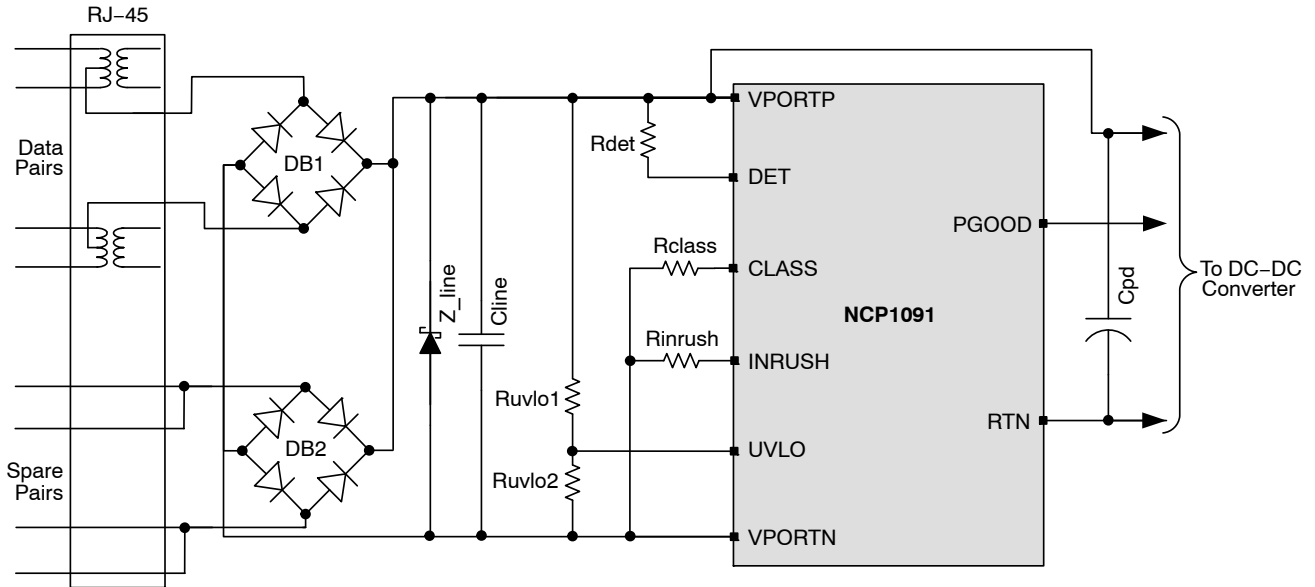 RJ–45
Data
Pairs
Spare
Pairs
DB1
DB2
Z_line
Cline
Ruvlo1
Ruvlo2
Rdet
Rclass
Rinrush
VPORTP
DET
CLASS
INRUSH
UVLO
VPORTN
NCP1091
PGOOD
RTN
Cpd
To DC–DC
Converter